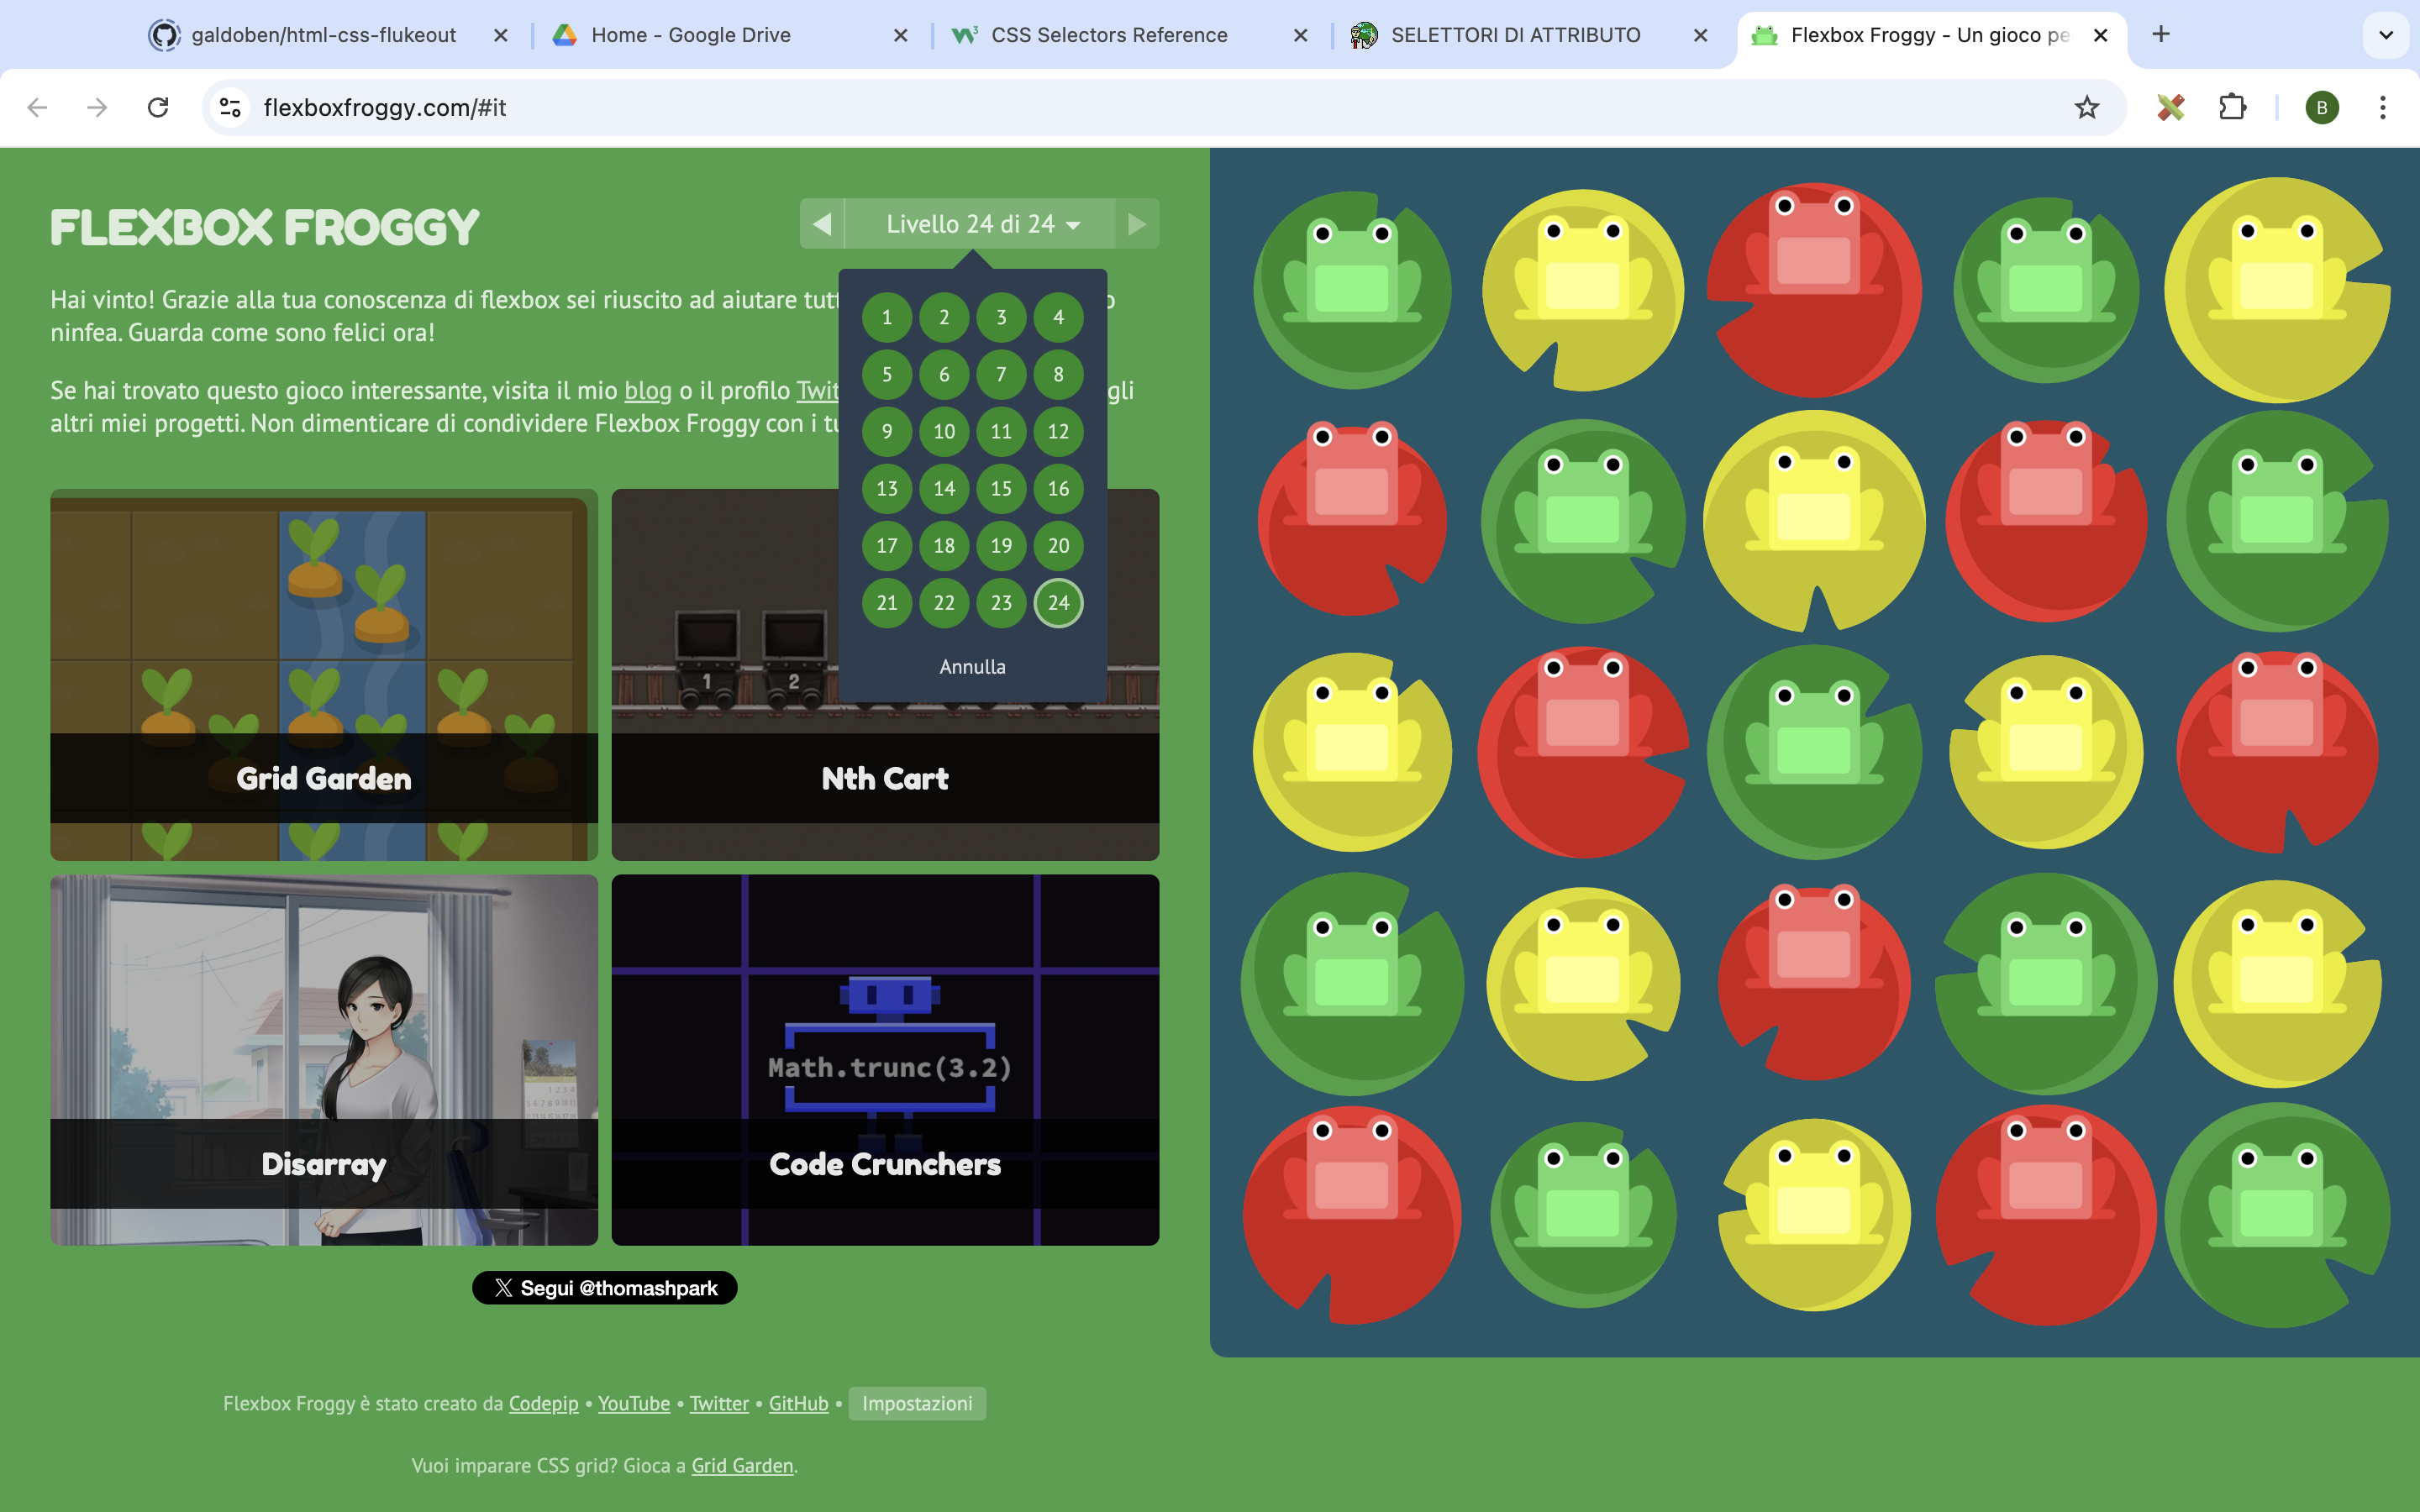 galdoben/html-css-flukeout
Home - Google Drive
CSS Selectors Reference
SELETTORI DI ATTRIBUTO
Flexbox Froggy - Un gioco pe
flexboxfroggy.com/#it
B
FLEXBOX FROGGY
Livello 24 di 24
Hai vinto! Grazie alla tua conoscenza di flexbox sei riuscito ad aiutare tutt
ninfea. Guarda come sono felici ora!
Se hai trovato questo gioco interessante, visita il mio blog o il profilo Twit gli
altri miei progetti. Non dimenticare di condividere Flexbox Froggy con i tu
1 2 3 4
5 6 7 8
9 10 11 12
13 14 15 16
17 18 19 20
21 22 23 24
Annulla
1 2
Grid Garden
Nth Cart
Math.trunc(3.2)
Disarray
Code Crunchers
X Segui @thomashpark
Flexbox Froggy è stato creato da Codepip • YouTube • Twitter • GitHub • Impostazioni
Vuoi imparare CSS grid? Gioca a Grid Garden.